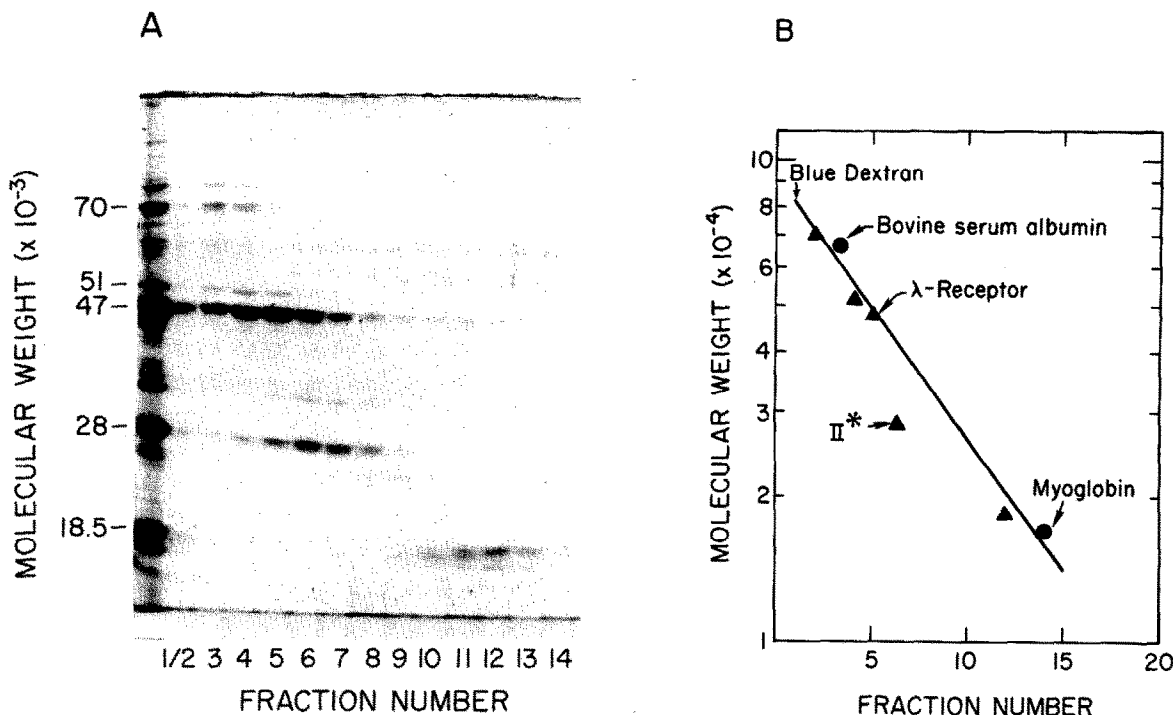 A
MOLECULAR WEIGHT (x 10⁻³)
70
51
47
28
18.5
1/2 3 4 5 6 7 8 9 10 11 12 13 14
FRACTION NUMBER
B
MOLECULAR WEIGHT (x 10⁻⁴)
10
8
6
4
3
2
1
Blue Dextran
Bovine serum albumin
λ-Receptor
II*
Myoglobin
5 10 15 20
FRACTION NUMBER